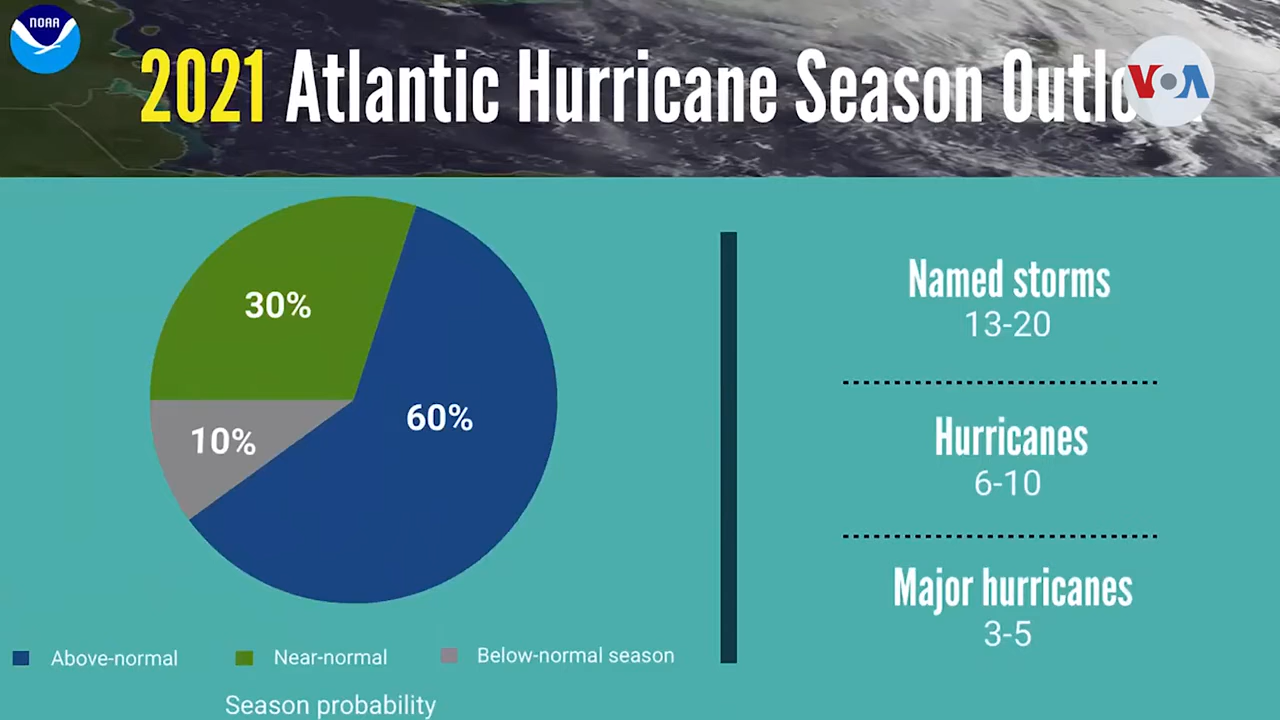 NOAA
2021 Atlantic Hurricane Season
VOA
30%
60%
10%
Above-normal
Near-normal
Below-normal season
Season probability
Named storms
13-20
Hurricanes
6-10
Major hurricanes
3-5